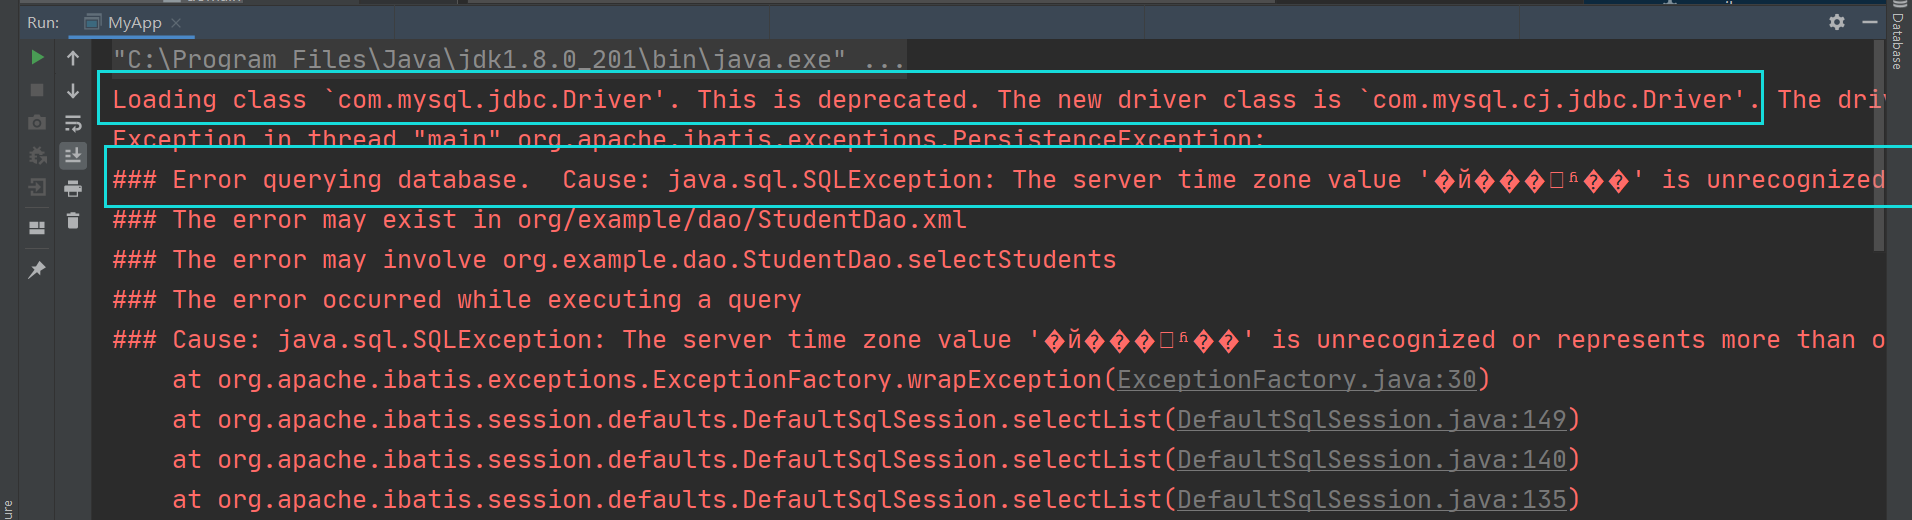 Run: MyApp
Database
"C:\Program Files\Java\jdk1.8.0_201\bin\java.exe" ...
Loading class `com.mysql.jdbc.Driver'. This is deprecated. The new driver class is `com.mysql.cj.jdbc.Driver'. The driv
Exception in thread "main" org.apache.ibatis.exceptions.PersistenceException:
### Error querying database.  Cause: java.sql.SQLException: The server time zone value '�й���׼ʱ��' is unrecognized
### The error may exist in org/example/dao/StudentDao.xml
### The error may involve org.example.dao.StudentDao.selectStudents
### The error occurred while executing a query
### Cause: java.sql.SQLException: The server time zone value '�й���׼ʱ��' is unrecognized or represents more than o
at org.apache.ibatis.exceptions.ExceptionFactory.wrapException(ExceptionFactory.java:30)
at org.apache.ibatis.session.defaults.DefaultSqlSession.selectList(DefaultSqlSession.java:149)
at org.apache.ibatis.session.defaults.DefaultSqlSession.selectList(DefaultSqlSession.java:140)
at org.apache.ibatis.session.defaults.DefaultSqlSession.selectList(DefaultSqlSession.java:135)
ure